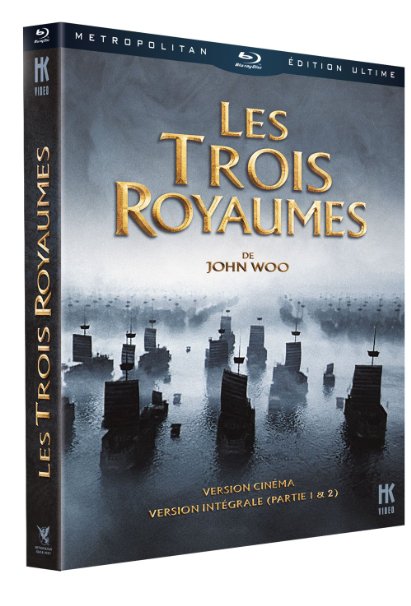 METROPOLITAN
Blu-ray Disc
ÉDITION ULTIME
LES
TROIS
ROYAUMES
DE
JOHN WOO
VERSION CINÉMA
VERSION INTÉGRALE (PARTIE 1 & 2)
HK
VIDEO
HK
VIDEO
LES TROIS ROYAUMES